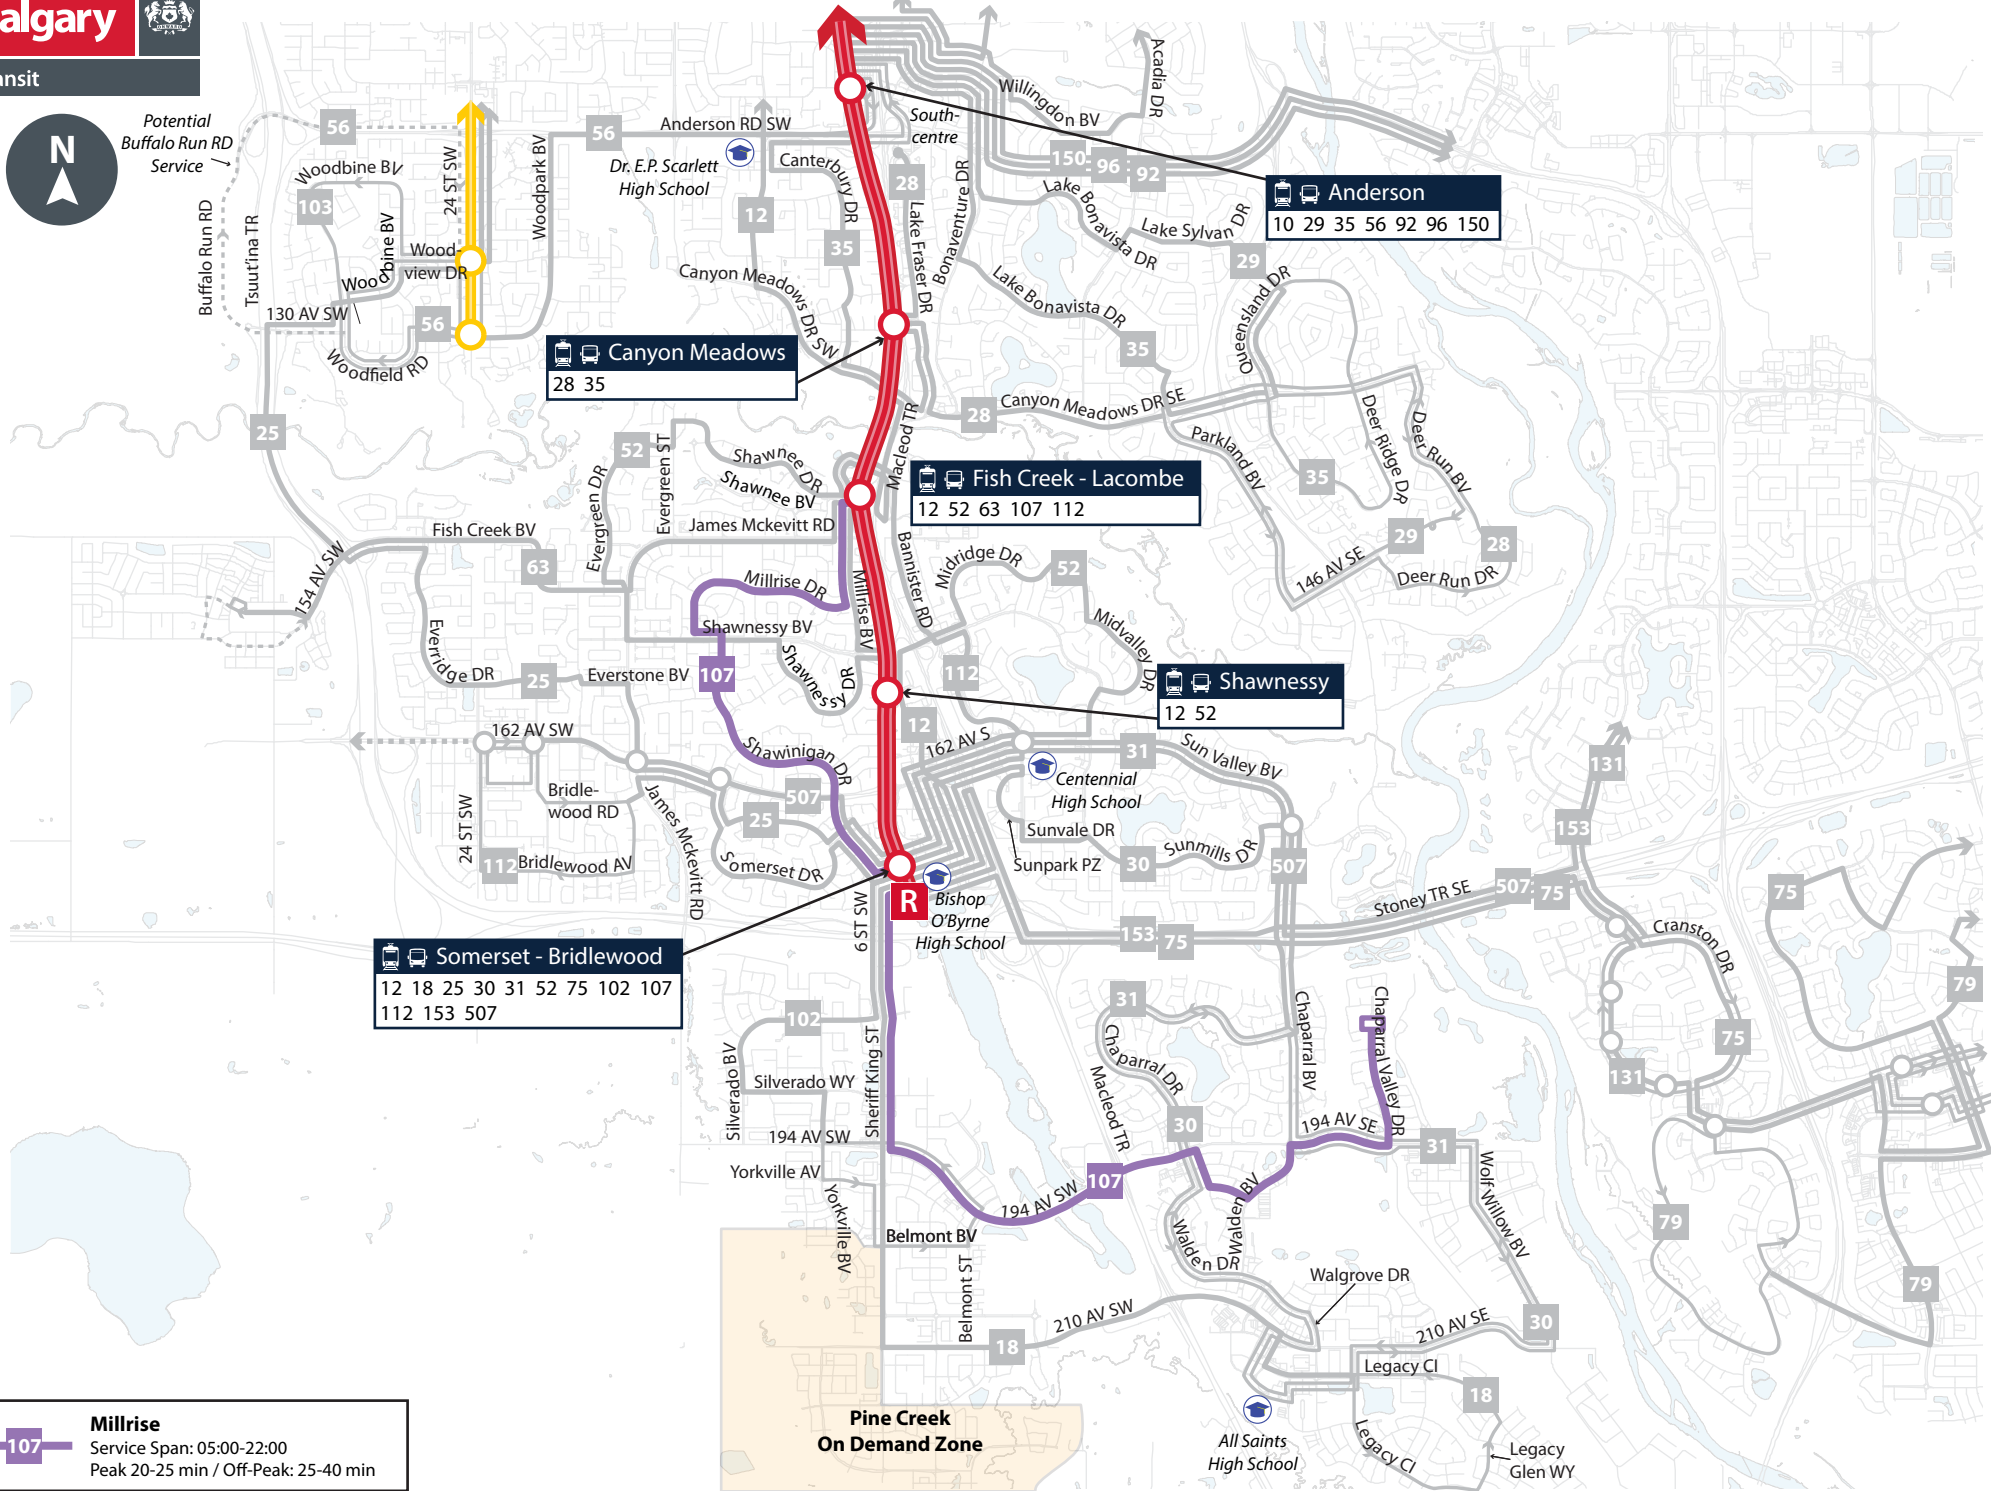 algary
ansit
N
Potential
Buffalo Run RD
Service
56
Woodbine BV
103
Woodbine BV
Wood-
view DR
24 ST SW
Woodpark BV
56
Anderson RD SW
Dr. E.P. Scarlett
High School
12
Canterbury DR
35
South-
centre
28
Lake Fraser DR
Bonaventure DR
Willingdon BV
Acadia DR
150
96
92
Anderson
10 29 35 56 92 96 150
Lake Bonavista DR
Lake Sylvan DR
29
Buffalo Run RD
Tsuut'ina TR
130 AV SW
56
Woodfield RD
Canyon Meadows DR SW
Canyon Meadows
28 35
Lake Bonavista DR
35
Queensland DR
25
28
Canyon Meadows DR SE
Macleod TR
52
Evergreen ST
Evergreen DR
Shawnee DR
Shawnee BV
James Mckevitt RD
Fish Creek - Lacombe
12 52 63 107 112
Parkland BV
35
Deer Ridge DR
Deer Run BV
29
28
146 AV SE
Deer Run DR
Fish Creek BV
154 AV SW
63
Millrise DR
Millrise BV
Bannister RD
Midridge DR
52
Midvalley DR
Shawnessy BV
Shawnessy DR
107
112
Everridge DR
25
Everstone BV
Shawnessy
12 52
12
162 AV S
31
Sun Valley BV
162 AV SW
Shawinigan DR
Centennial
High School
131
Bridle-
wood RD
507
25
153
24 ST SW
James Mckevitt RD
Sunvale DR
Sunpark PZ
30
Sunmills DR
507
112
Bridlewood AV
Somerset DR
R
Bishop
O'Byrne
High School
6 ST SW
Stoney TR SE
507
75
75
153
75
Cranston DR
Somerset - Bridlewood
12 18 25 30 31 52 75 102 107
112 153 507
79
102
31
Chaparral DR
Chaparral BV
Chaparral Valley DR
75
131
Silverado BV
Silverado WY
Sheriff King ST
Macleod TR
30
194 AV SE
31
194 AV SW
Yorkville AV
Yorkville BV
107
194 AV SW
Walden BV
Walden DR
Wolf Willow BV
79
Belmont BV
Belmont ST
Walgrove DR
79
18
210 AV SW
210 AV SE
30
Legacy CI
18
Pine Creek
On Demand Zone
All Saints
High School
Legacy CI
Legacy
Glen WY
107
Millrise
Service Span: 05:00-22:00
Peak 20-25 min / Off-Peak: 25-40 min